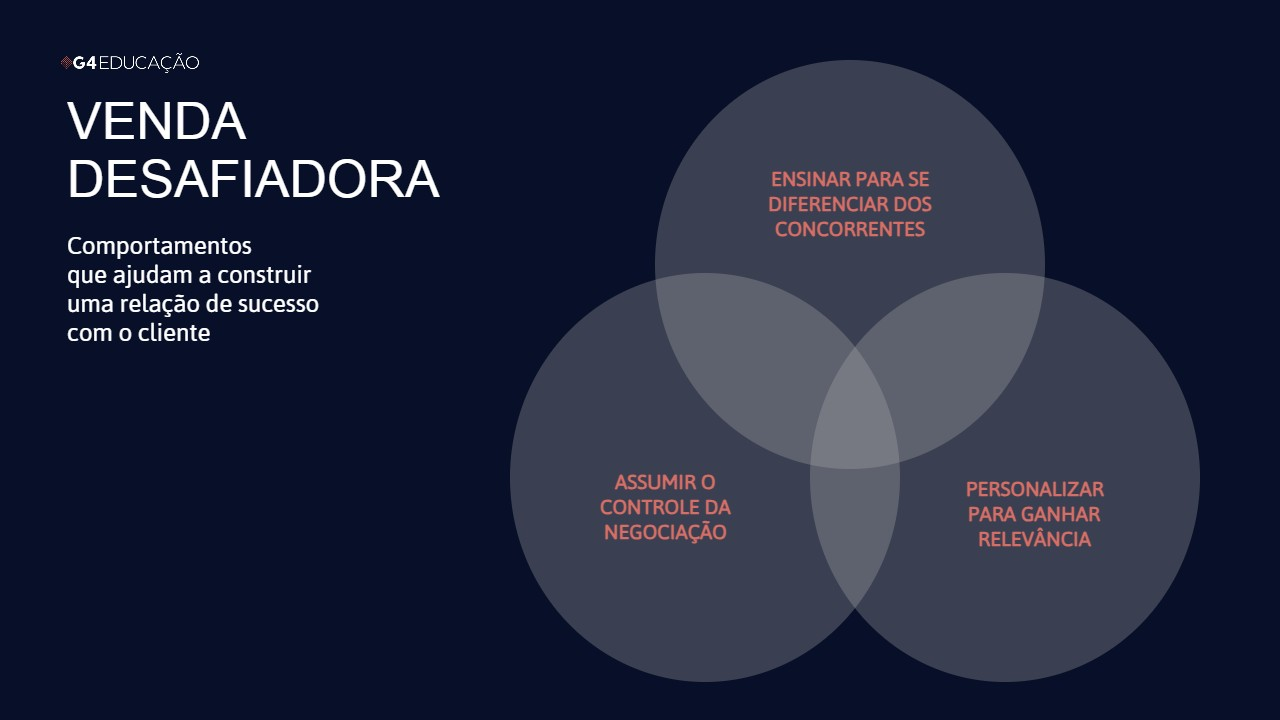 G4 EDUCAÇÃO
VENDA
DESAFIADORA
Comportamentos
que ajudam a construir
uma relação de sucesso
com o cliente
ENSINAR PARA SE
DIFERENCIAR DOS
CONCORRENTES
ASSUMIR O
CONTROLE DA
NEGOCIAÇÃO
PERSONALIZAR
PARA GANHAR
RELEVÂNCIA